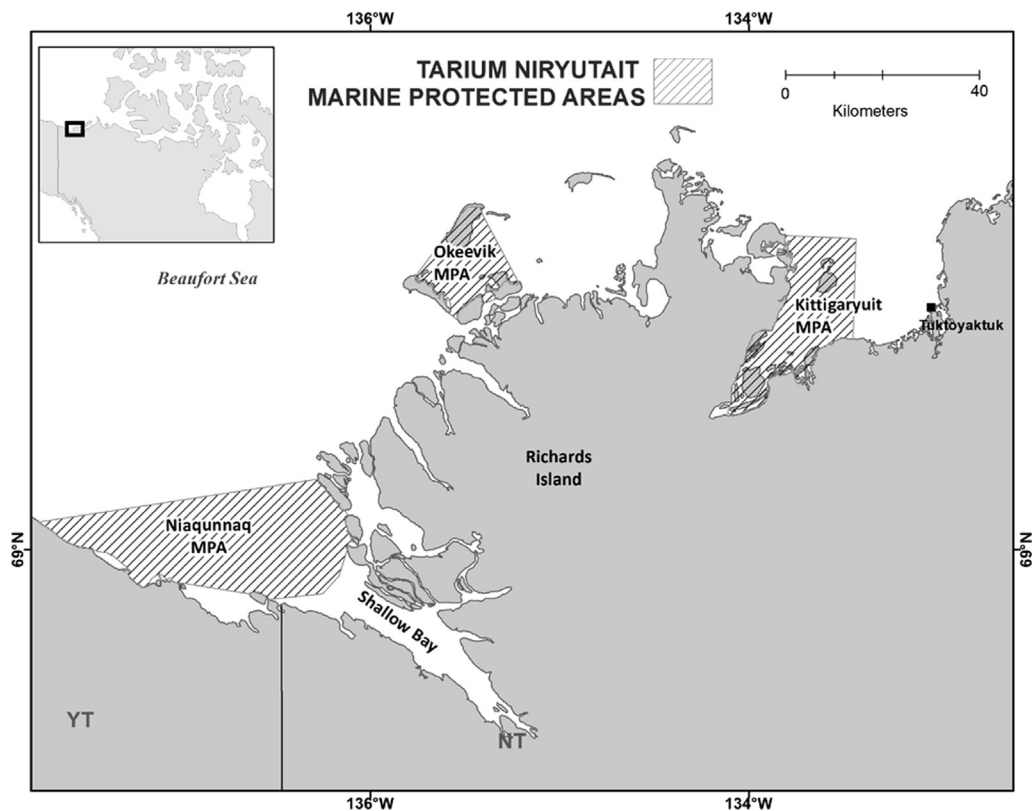 136°W
134°W
TARIUM NIRYUTAIT
MARINE PROTECTED AREAS
0
40
Kilometers
Beaufort Sea
Okeevik
MPA
Kittigaryuit
MPA
Tuktoyaktuk
Richards
Island
Niaqunnaq
MPA
69°N
69°N
Shallow Bay
YT
NT
136°W
134°W